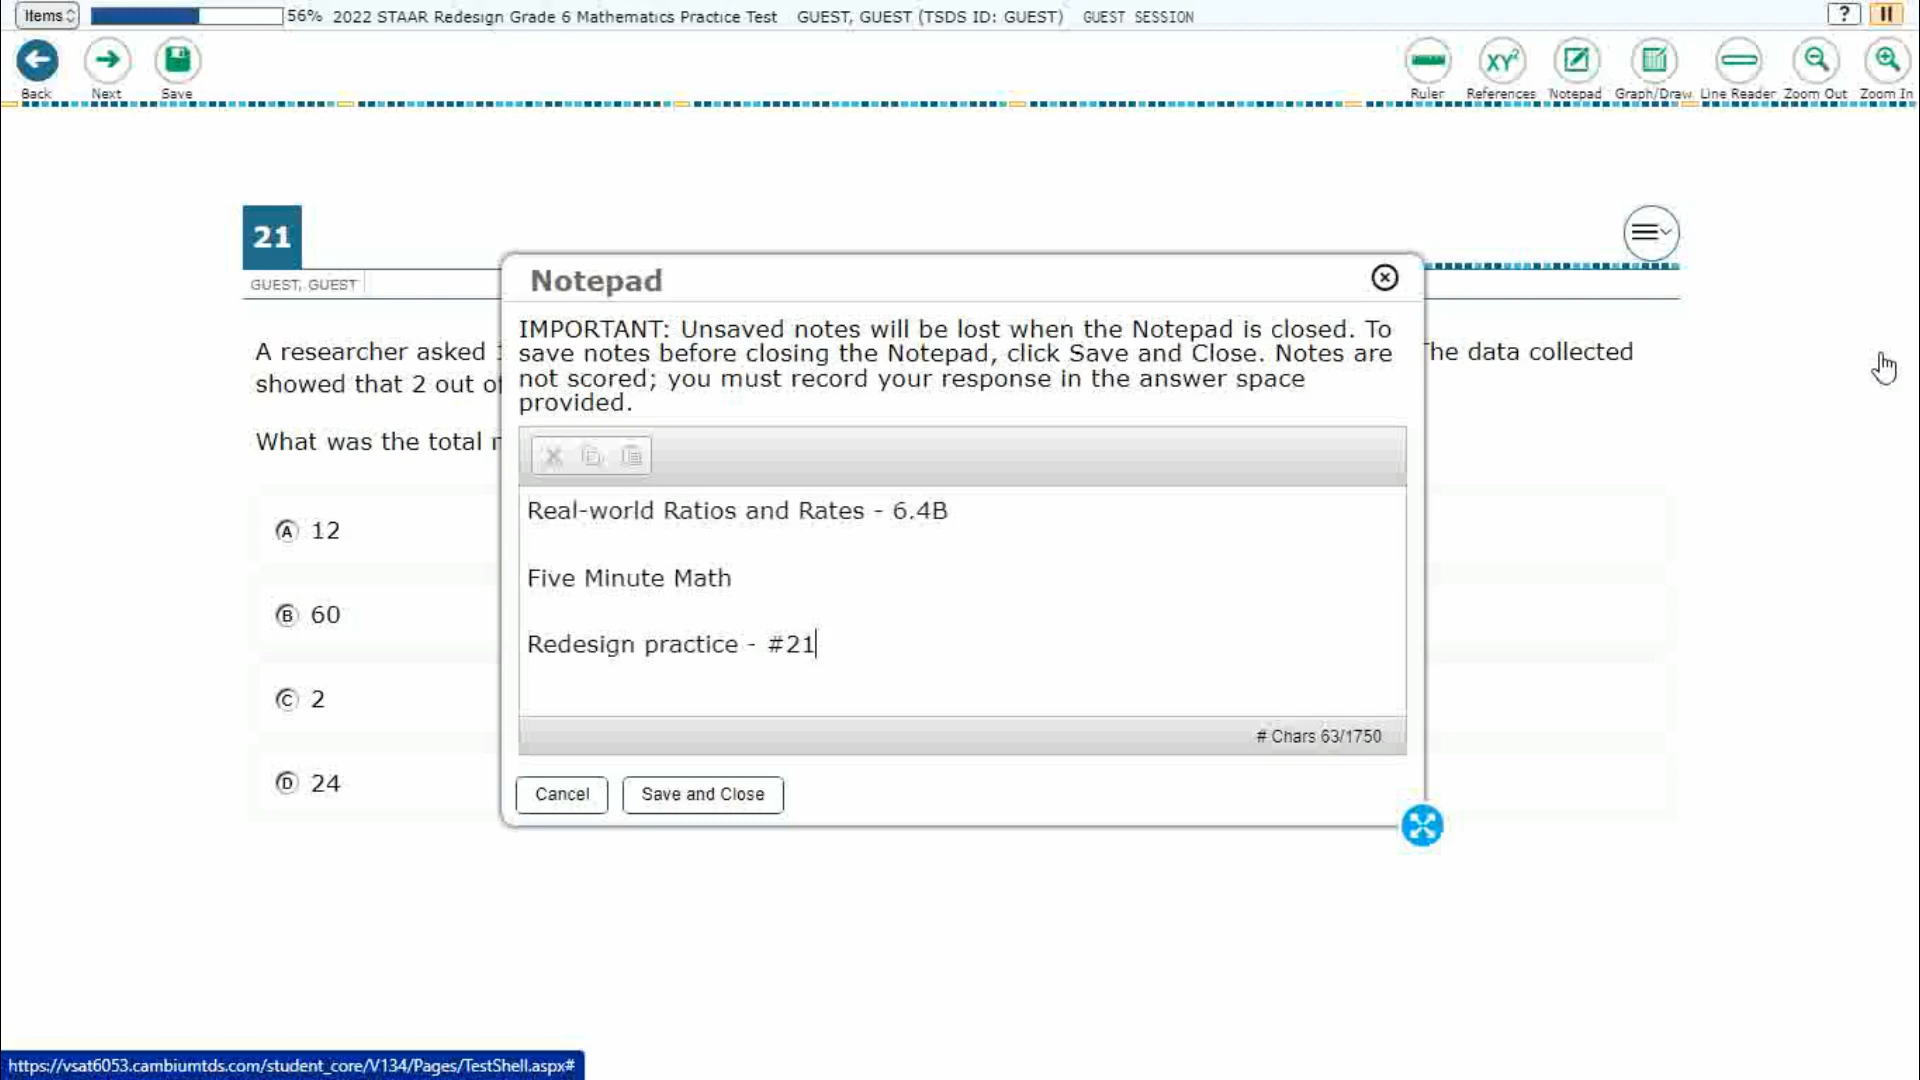 Items 56% 2022 STAAR Redesign Grade 6 Mathematics Practice Test GUEST, GUEST (TSDS ID: GUEST) GUEST SESSION ?
Back Next Save Ruler References Notepad Graph/Draw Line Reader Zoom Out Zoom In
XY²
21
GUEST, GUEST
A researcher asked
The data collected
showed that 2 out of
What was the total
A 12
B 60
C 2
D 24
Notepad
IMPORTANT: Unsaved notes will be lost when the Notepad is closed. To
save notes before closing the Notepad, click Save and Close. Notes are
not scored; you must record your response in the answer space
provided.
Real-world Ratios and Rates - 6.4B
Five Minute Math
Redesign practice - #21
# Chars 63/1750
Cancel Save and Close
https://vsat6053.cambiumtds.com/student_core/V134/Pages/TestShell.aspx#